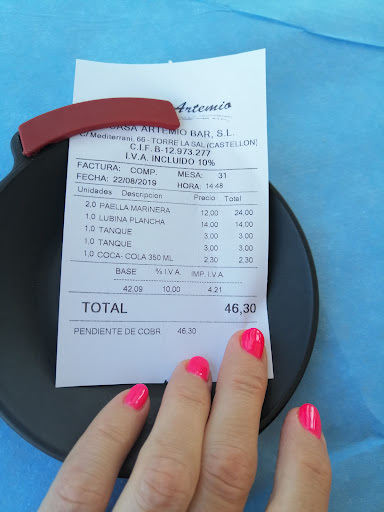 Artemio
CASA ARTEMIO BAR, S.L.
C/ Mediterrani, 66 - TORRE LA SAL (CASTELLON)
C.I.F. B-12.973.277
I.V.A. INCLUIDO 10%
FACTURA: COMP. MESA: 31
FECHA: 22/08/2019 HORA: 14:48
Unidades Descripcion Precio Total
2,0 PAELLA MARINERA 12,00 24,00
1,0 LUBINA PLANCHA 14,00 14,00
1,0 TANQUE 3,00 3,00
1,0 TANQUE 3,00 3,00
1,0 COCA- COLA 350 ML 2,30 2,30
BASE % I.V.A. IMP. I.V.A
42,09 10,00 4,21
TOTAL 46,30
PENDIENTE DE COBR. 46,30